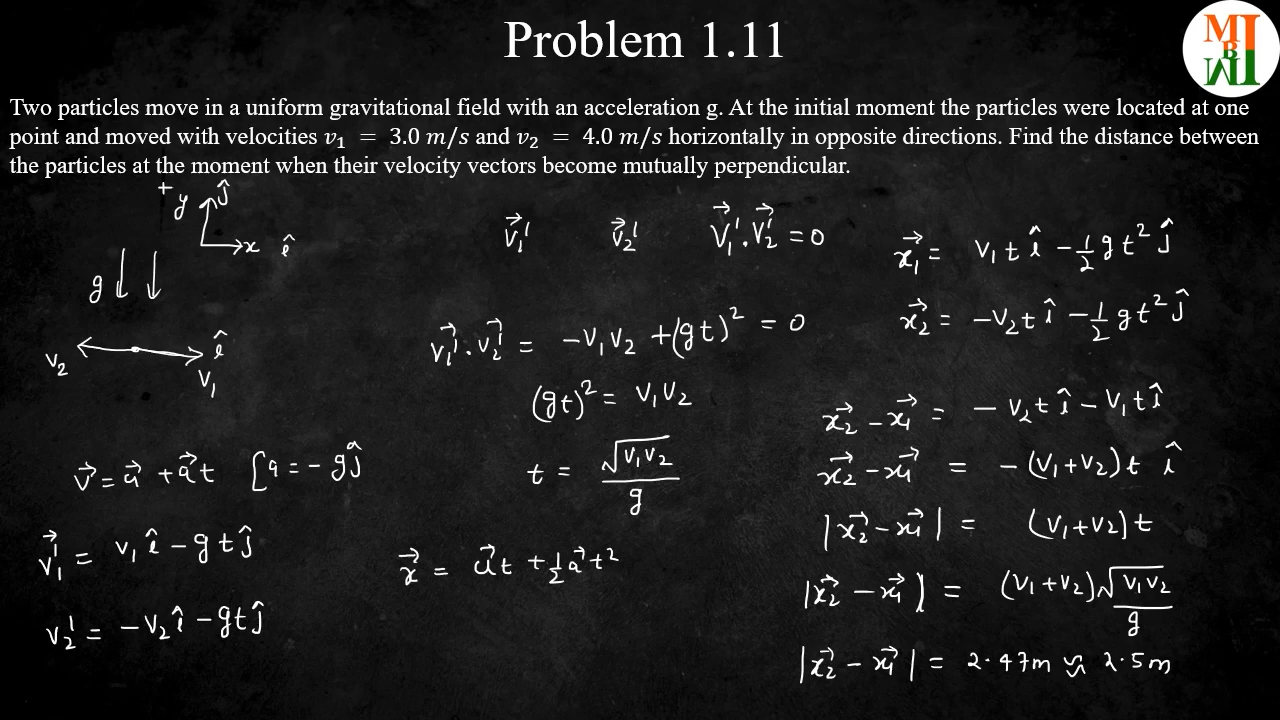 Problem 1.11
M I
B
M I
Two particles move in a uniform gravitational field with an acceleration g. At the initial moment the particles were located at one
point and moved with velocities v₁ = 3.0 m/s and v₂ = 4.0 m/s horizontally in opposite directions. Find the distance between
the particles at the moment when their velocity vectors become mutually perpendicular.
+y ĵ
x î
g
v₂ î
v₁
v⃗ = u⃗ + a⃗t [a = - gĵ
v⃗₁' = v₁î - gtĵ
v₂' = -v₂î - gtĵ
v⃗₁' v⃗₂' v⃗₁'.v⃗₂' = 0
v⃗₁'.v⃗₂' = -v₁v₂ + (gt)² = 0
(gt)² = v₁v₂
t = √(v₁v₂)/g
x⃗ = u⃗t + ½a⃗t²
x⃗₁ = v₁tî - ½gt²ĵ
x⃗₂ = -v₂tî - ½gt²ĵ
x⃗₂ - x⃗₁ = - v₂tî - v₁tî
x⃗₂ - x⃗₁ = - (v₁+v₂)t î
|x⃗₂ - x⃗₁| = (v₁+v₂)t
|x⃗₂ - x⃗₁| = (v₁+v₂)√(v₁v₂)/g
|x⃗₂ - x⃗₁| = 2.47m ≈ 2.5m